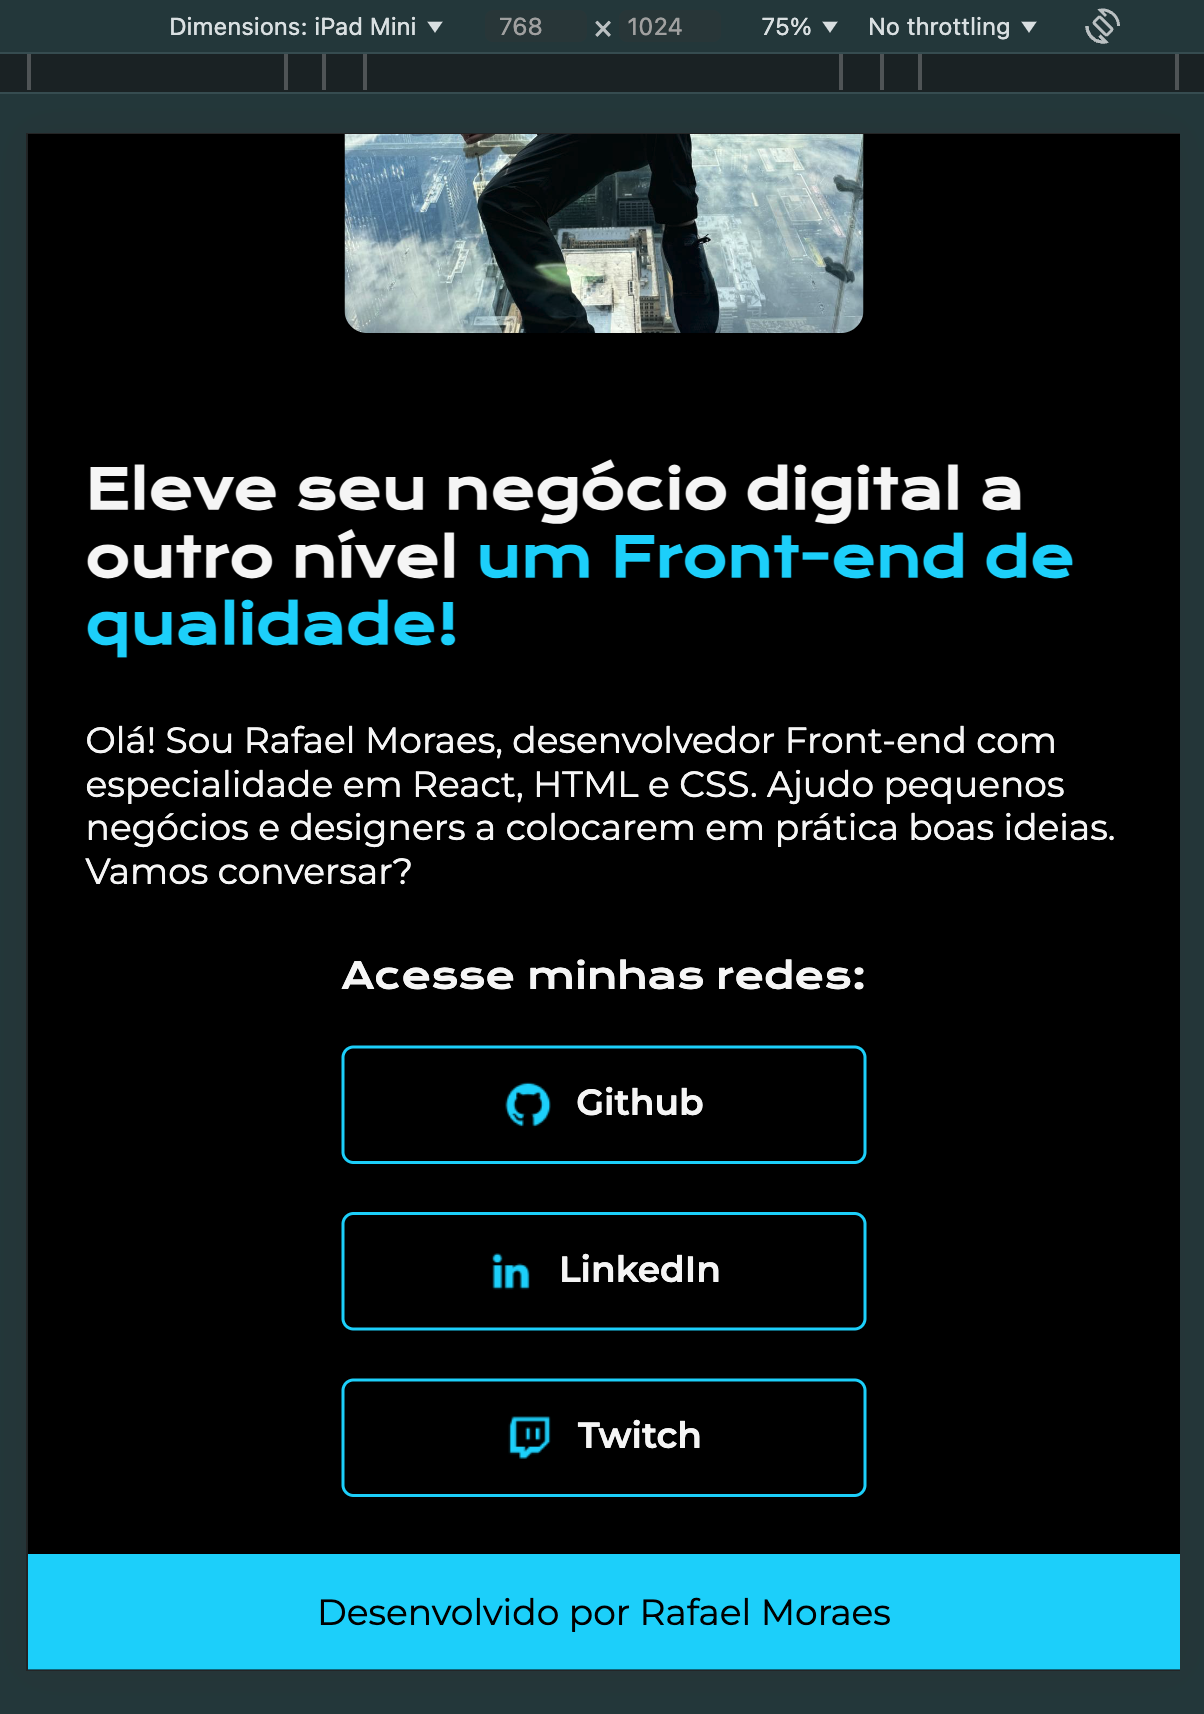 Dimensions: iPad Mini ▼ 768 × 1024 75% ▼ No throttling ▼
Eleve seu negócio digital a
outro nível um Front-end de
qualidade!
Olá! Sou Rafael Moraes, desenvolvedor Front-end com
especialidade em React, HTML e CSS. Ajudo pequenos
negócios e designers a colocarem em prática boas ideias.
Vamos conversar?
Acesse minhas redes:
Github
in LinkedIn
Twitch
Desenvolvido por Rafael Moraes